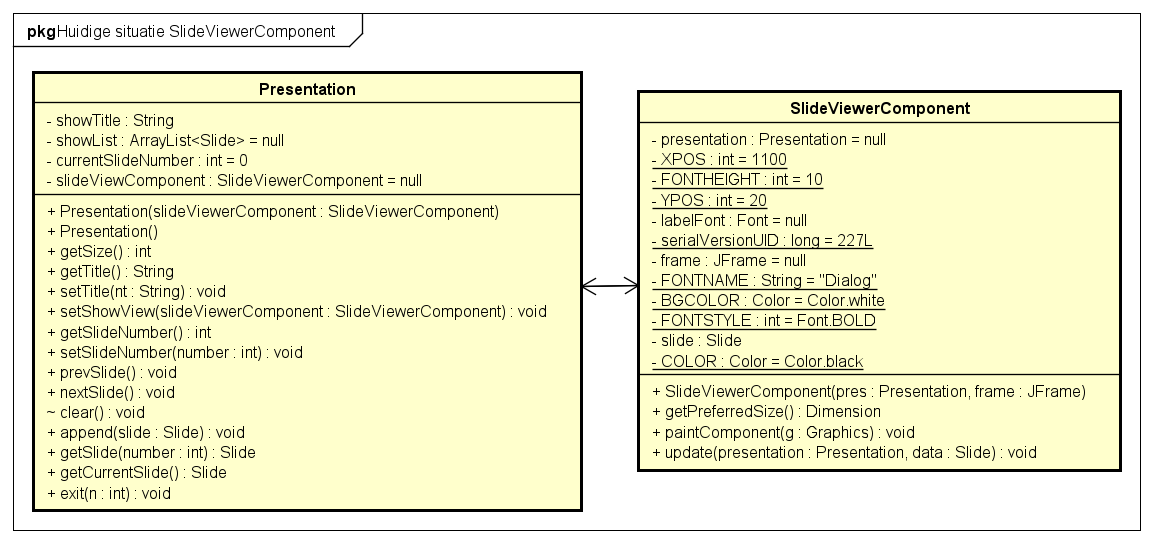 pkg Huidige situatie SlideViewerComponent
Presentation
- showTitle : String
- showList : ArrayList<Slide> = null
- currentSlideNumber : int = 0
- slideViewComponent : SlideViewerComponent = null
+ Presentation(slideViewerComponent : SlideViewerComponent)
+ Presentation()
+ getSize() : int
+ getTitle() : String
+ setTitle(nt : String) : void
+ setShowView(slideViewerComponent : SlideViewerComponent) : void
+ getSlideNumber() : int
+ setSlideNumber(number : int) : void
+ prevSlide() : void
+ nextSlide() : void
~ clear() : void
+ append(slide : Slide) : void
+ getSlide(number : int) : Slide
+ getCurrentSlide() : Slide
+ exit(n : int) : void
SlideViewerComponent
- presentation : Presentation = null
- XPOS : int = 1100
- FONTHEIGHT : int = 10
- YPOS : int = 20
- labelFont : Font = null
- serialVersionUID : long = 227L
- frame : JFrame = null
- FONTNAME : String = "Dialog"
- BGCOLOR : Color = Color.white
- FONTSTYLE : int = Font.BOLD
- slide : Slide
- COLOR : Color = Color.black
+ SlideViewerComponent(pres : Presentation, frame : JFrame)
+ getPreferredSize() : Dimension
+ paintComponent(g : Graphics) : void
+ update(presentation : Presentation, data : Slide) : void